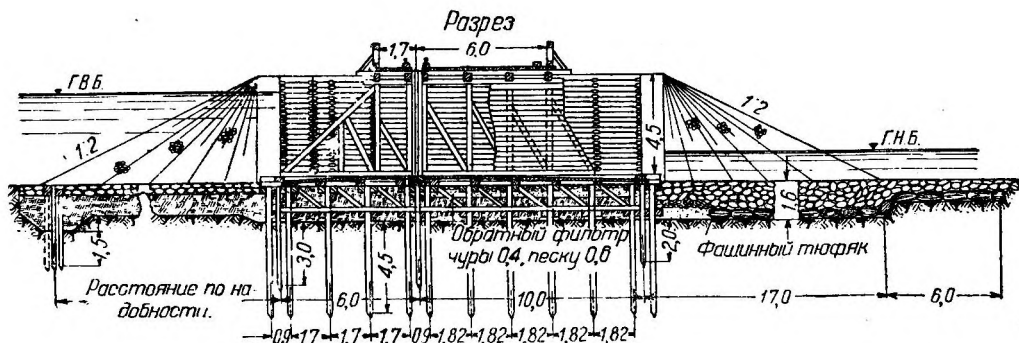 Разрез
1.7 6,0
Г.В.Б.
1:2
1:2
4,5
Г.Н.Б.
1,6
Обратный фильтр
чуры 0,4, песку 0,6
Фашинный тюфяк
1,5
3,0
4,5
2,0
Расстояние по на-
добности.
6,0 10,0 17,0 6,0
0,9 1,7 1,7 1,7 0,9 1,82 1,82 1,82 1,82 1,82